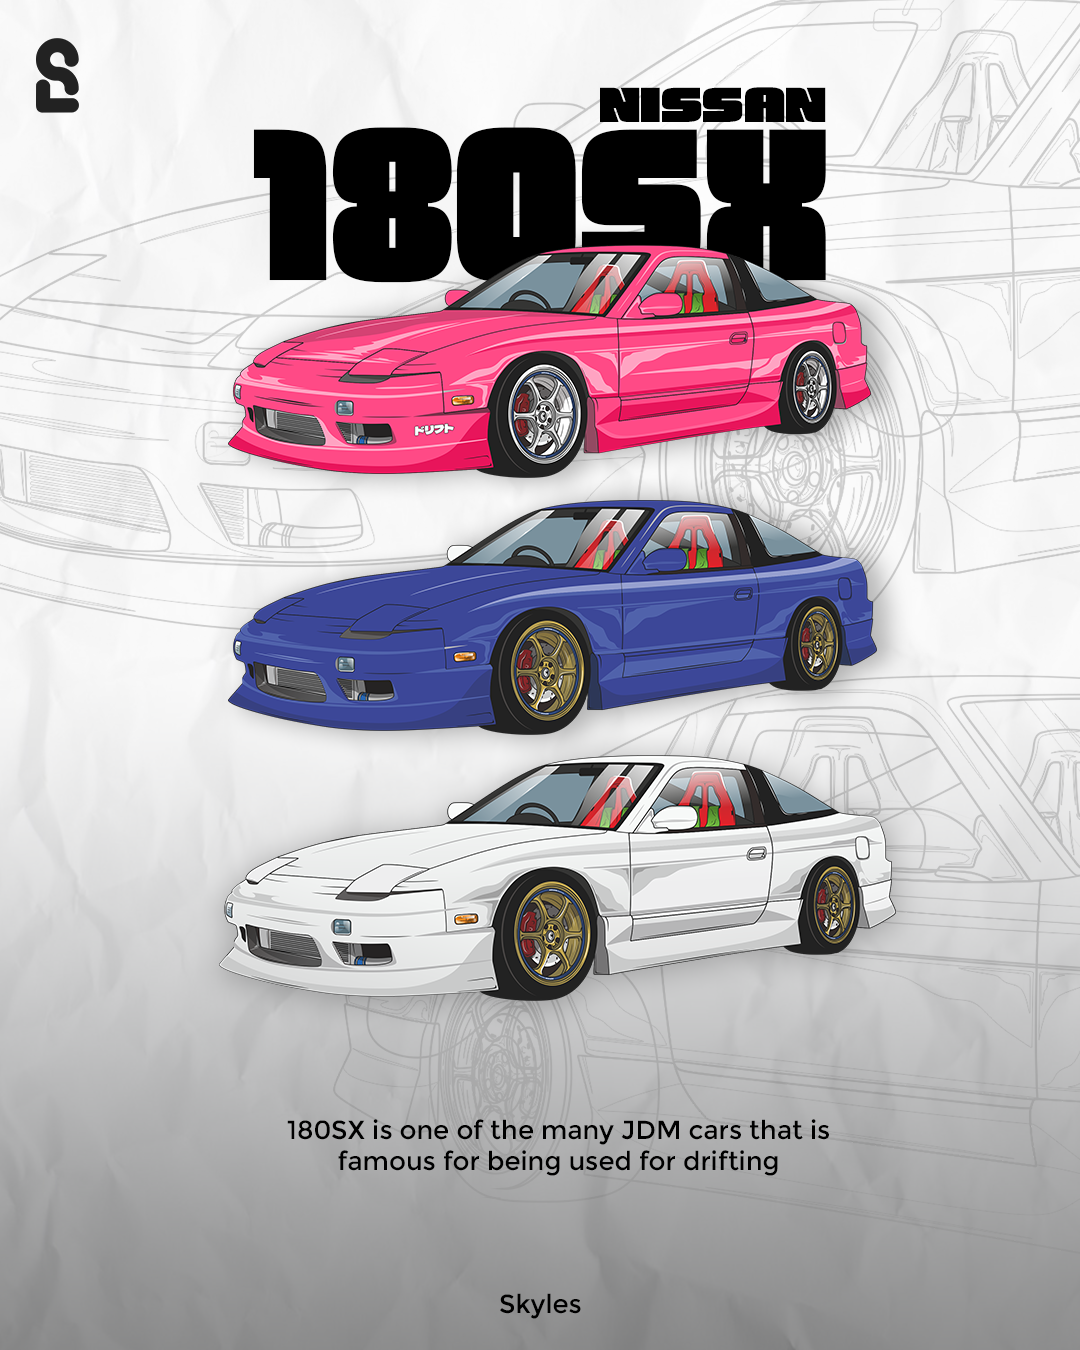 NISSAN
180SX
ドリフト
180SX is one of the many JDM cars that is
famous for being used for drifting
Skyles